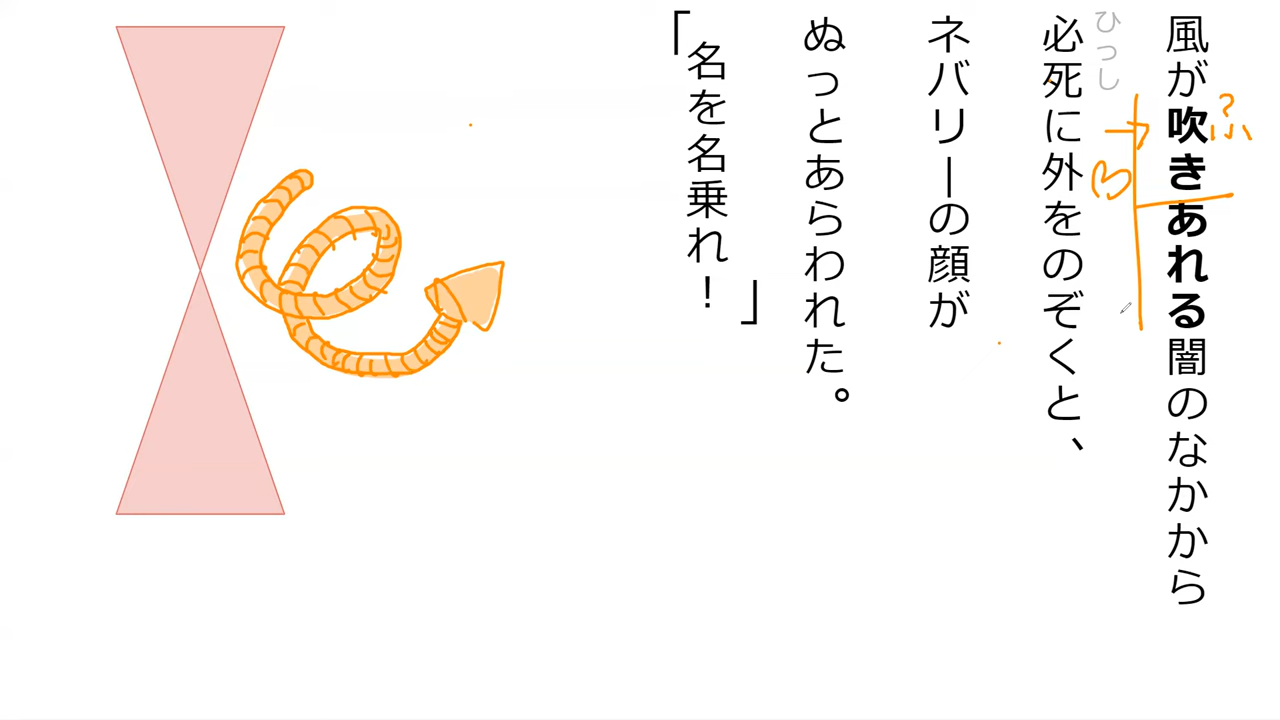 風が吹きあれる闇のなかから
ふ
?
ひっし
必死に外をのぞくと、
ネバリーの顔が
ぬっとあらわれた。
「名を名乗れ！」